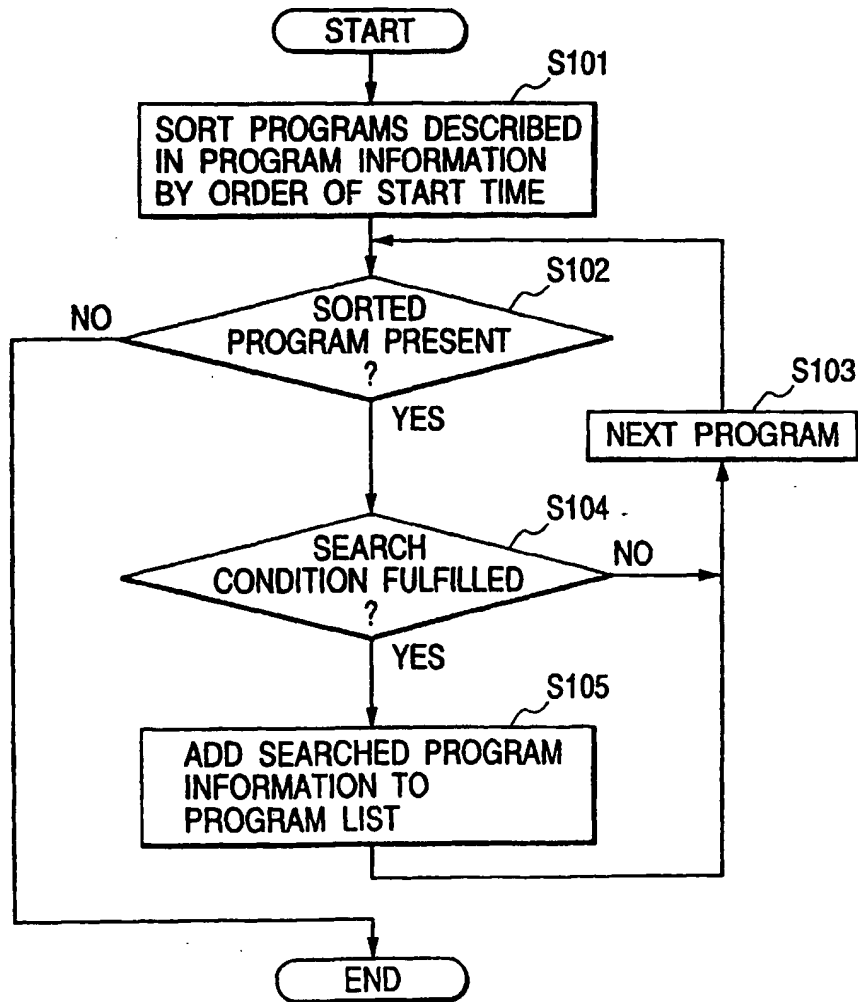 START
S101
SORT PROGRAMS DESCRIBED
IN PROGRAM INFORMATION
BY ORDER OF START TIME
S102
SORTED
PROGRAM PRESENT
?
NO
YES
S103
NEXT PROGRAM
S104
SEARCH
CONDITION FULFILLED
?
NO
YES
S105
ADD SEARCHED PROGRAM
INFORMATION TO
PROGRAM LIST
END